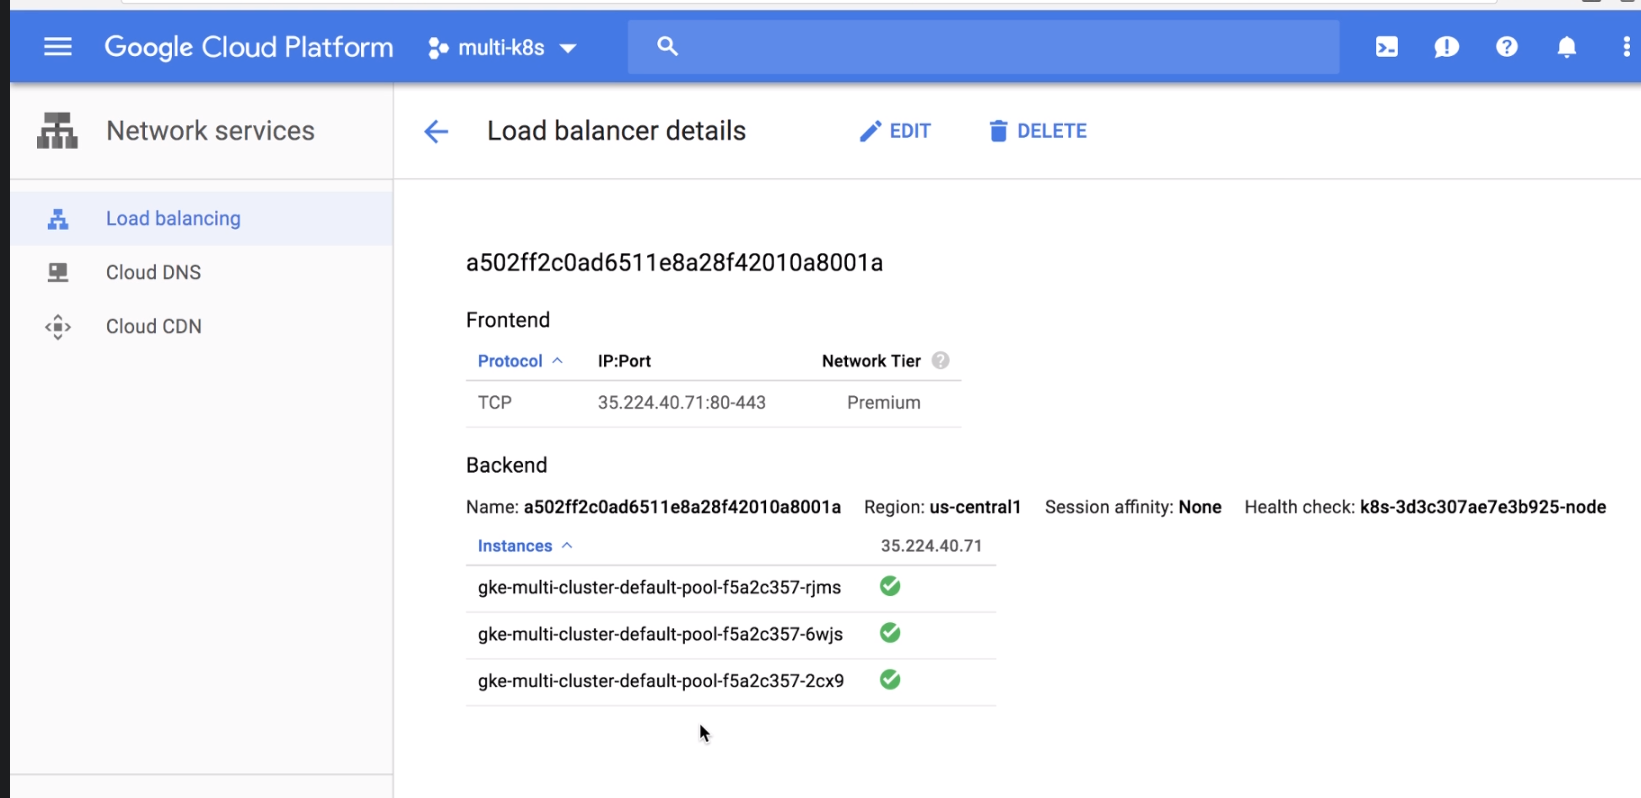 Google Cloud Platform multi-k8s
Network services
Load balancer details EDIT DELETE
Load balancing
Cloud DNS
Cloud CDN
a502ff2c0ad6511e8a28f42010a8001a
Frontend
Protocol IP:Port Network Tier ?
TCP 35.224.40.71:80-443 Premium
Backend
Name: a502ff2c0ad6511e8a28f42010a8001a Region: us-central1 Session affinity: None Health check: k8s-3d3c307ae7e3b925-node
Instances 35.224.40.71
gke-multi-cluster-default-pool-f5a2c357-rjms
gke-multi-cluster-default-pool-f5a2c357-6wjs
gke-multi-cluster-default-pool-f5a2c357-2cx9